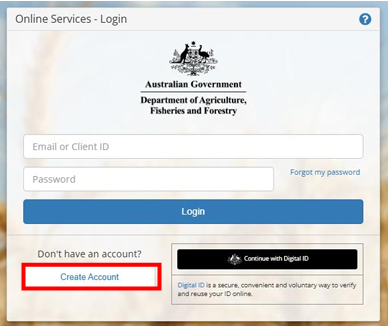 Online Services - Login
?
Australian Government
Department of Agriculture,
Fisheries and Forestry
Email or Client ID
Password
Forgot my password
Login
Don't have an account?
Create Account
Continue with Digital ID
Digital ID is a secure, convenient and voluntary way to verify
and reuse your ID online.